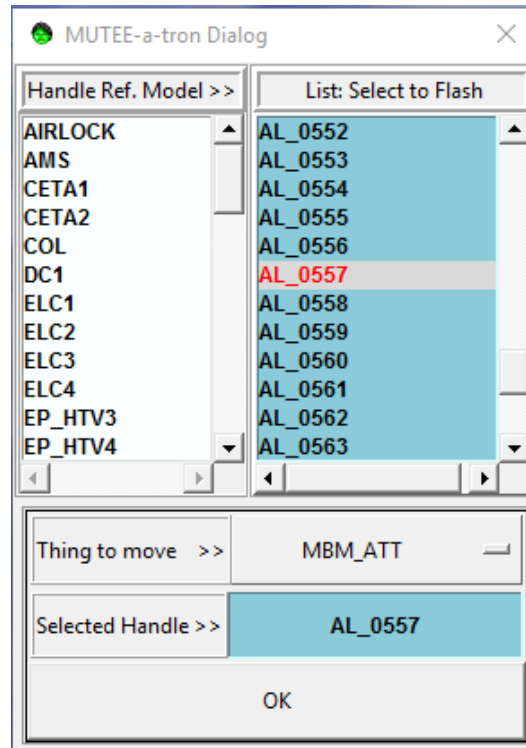 MUTEE-a-tron Dialog
Handle Ref. Model >>
AIRLOCK
AMS
CETA1
CETA2
COL
DC1
ELC1
ELC2
ELC3
ELC4
EP_HTV3
EP_HTV4
List: Select to Flash
AL_0552
AL_0553
AL_0554
AL_0555
AL_0556
AL_0557
AL_0558
AL_0559
AL_0560
AL_0561
AL_0562
AL_0563
Thing to move >> MBM_ATT
Selected Handle >> AL_0557
OK